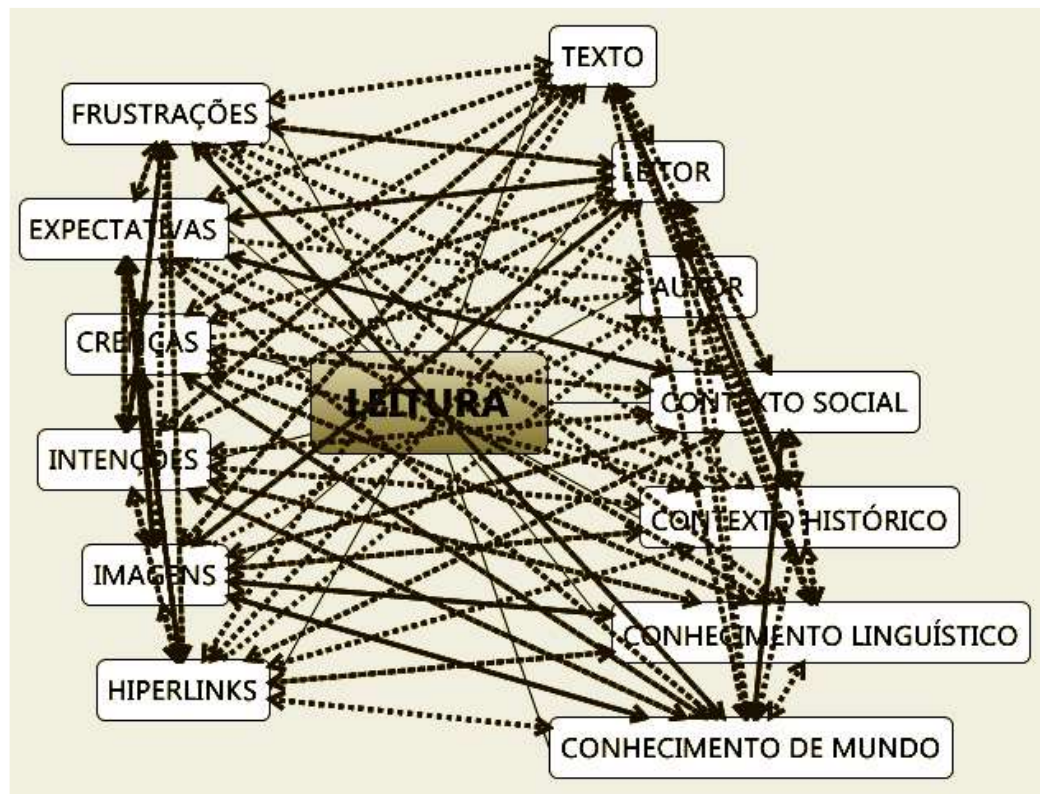 TEXTO
FRUSTRAÇÕES
LEITOR
EXPECTATIVAS
AUTOR
CRENÇAS
LEITURA
CONTEXTO SOCIAL
INTENÇÕES
CONTEXTO HISTÓRICO
IMAGENS
CONHECIMENTO LINGUÍSTICO
HIPERLINKS
CONHECIMENTO DE MUNDO